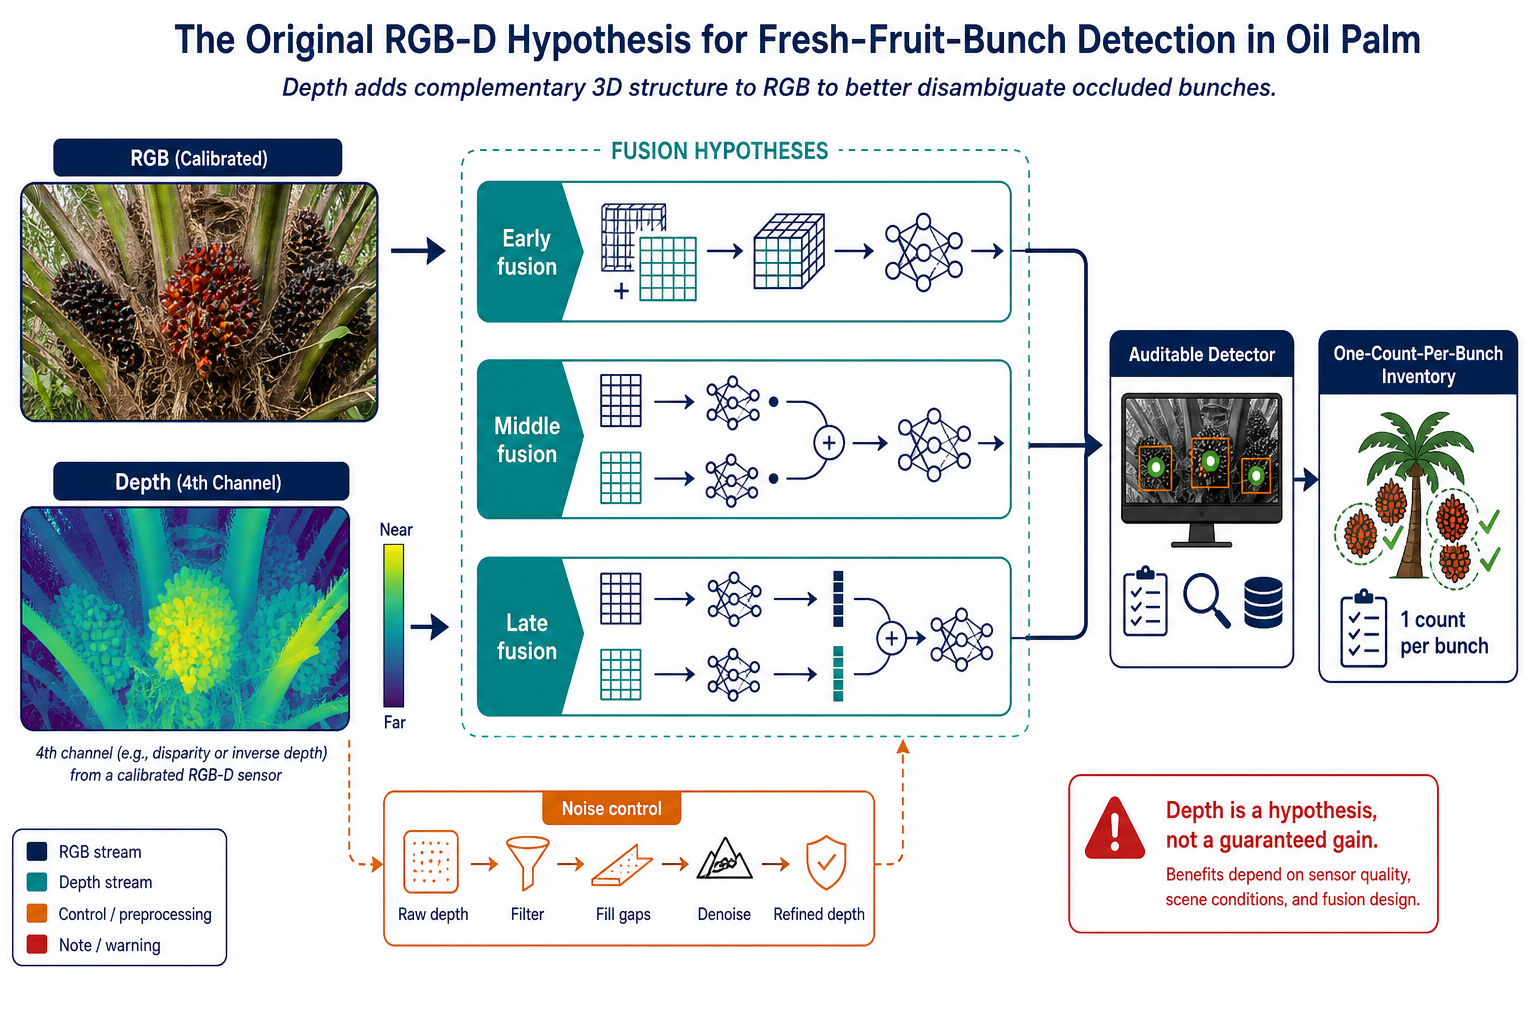 The Original RGB-D Hypothesis for Fresh-Fruit-Bunch Detection in Oil Palm
Depth adds complementary 3D structure to RGB to better disambiguate occluded bunches.
RGB (Calibrated)
Depth (4th Channel)
Near
Far
4th channel (e.g., disparity or inverse depth)
from a calibrated RGB-D sensor
RGB stream
Depth stream
Control / preprocessing
Note / warning
FUSION HYPOTHESES
Early
fusion
+
Middle
fusion
+
Late
fusion
+
Noise control
Raw depth
Filter
Fill gaps
Denoise
Refined depth
Auditable Detector
One-Count-Per-Bunch
Inventory
1 count
per bunch
Depth is a hypothesis,
not a guaranteed gain.
Benefits depend on sensor quality,
scene conditions, and fusion design.